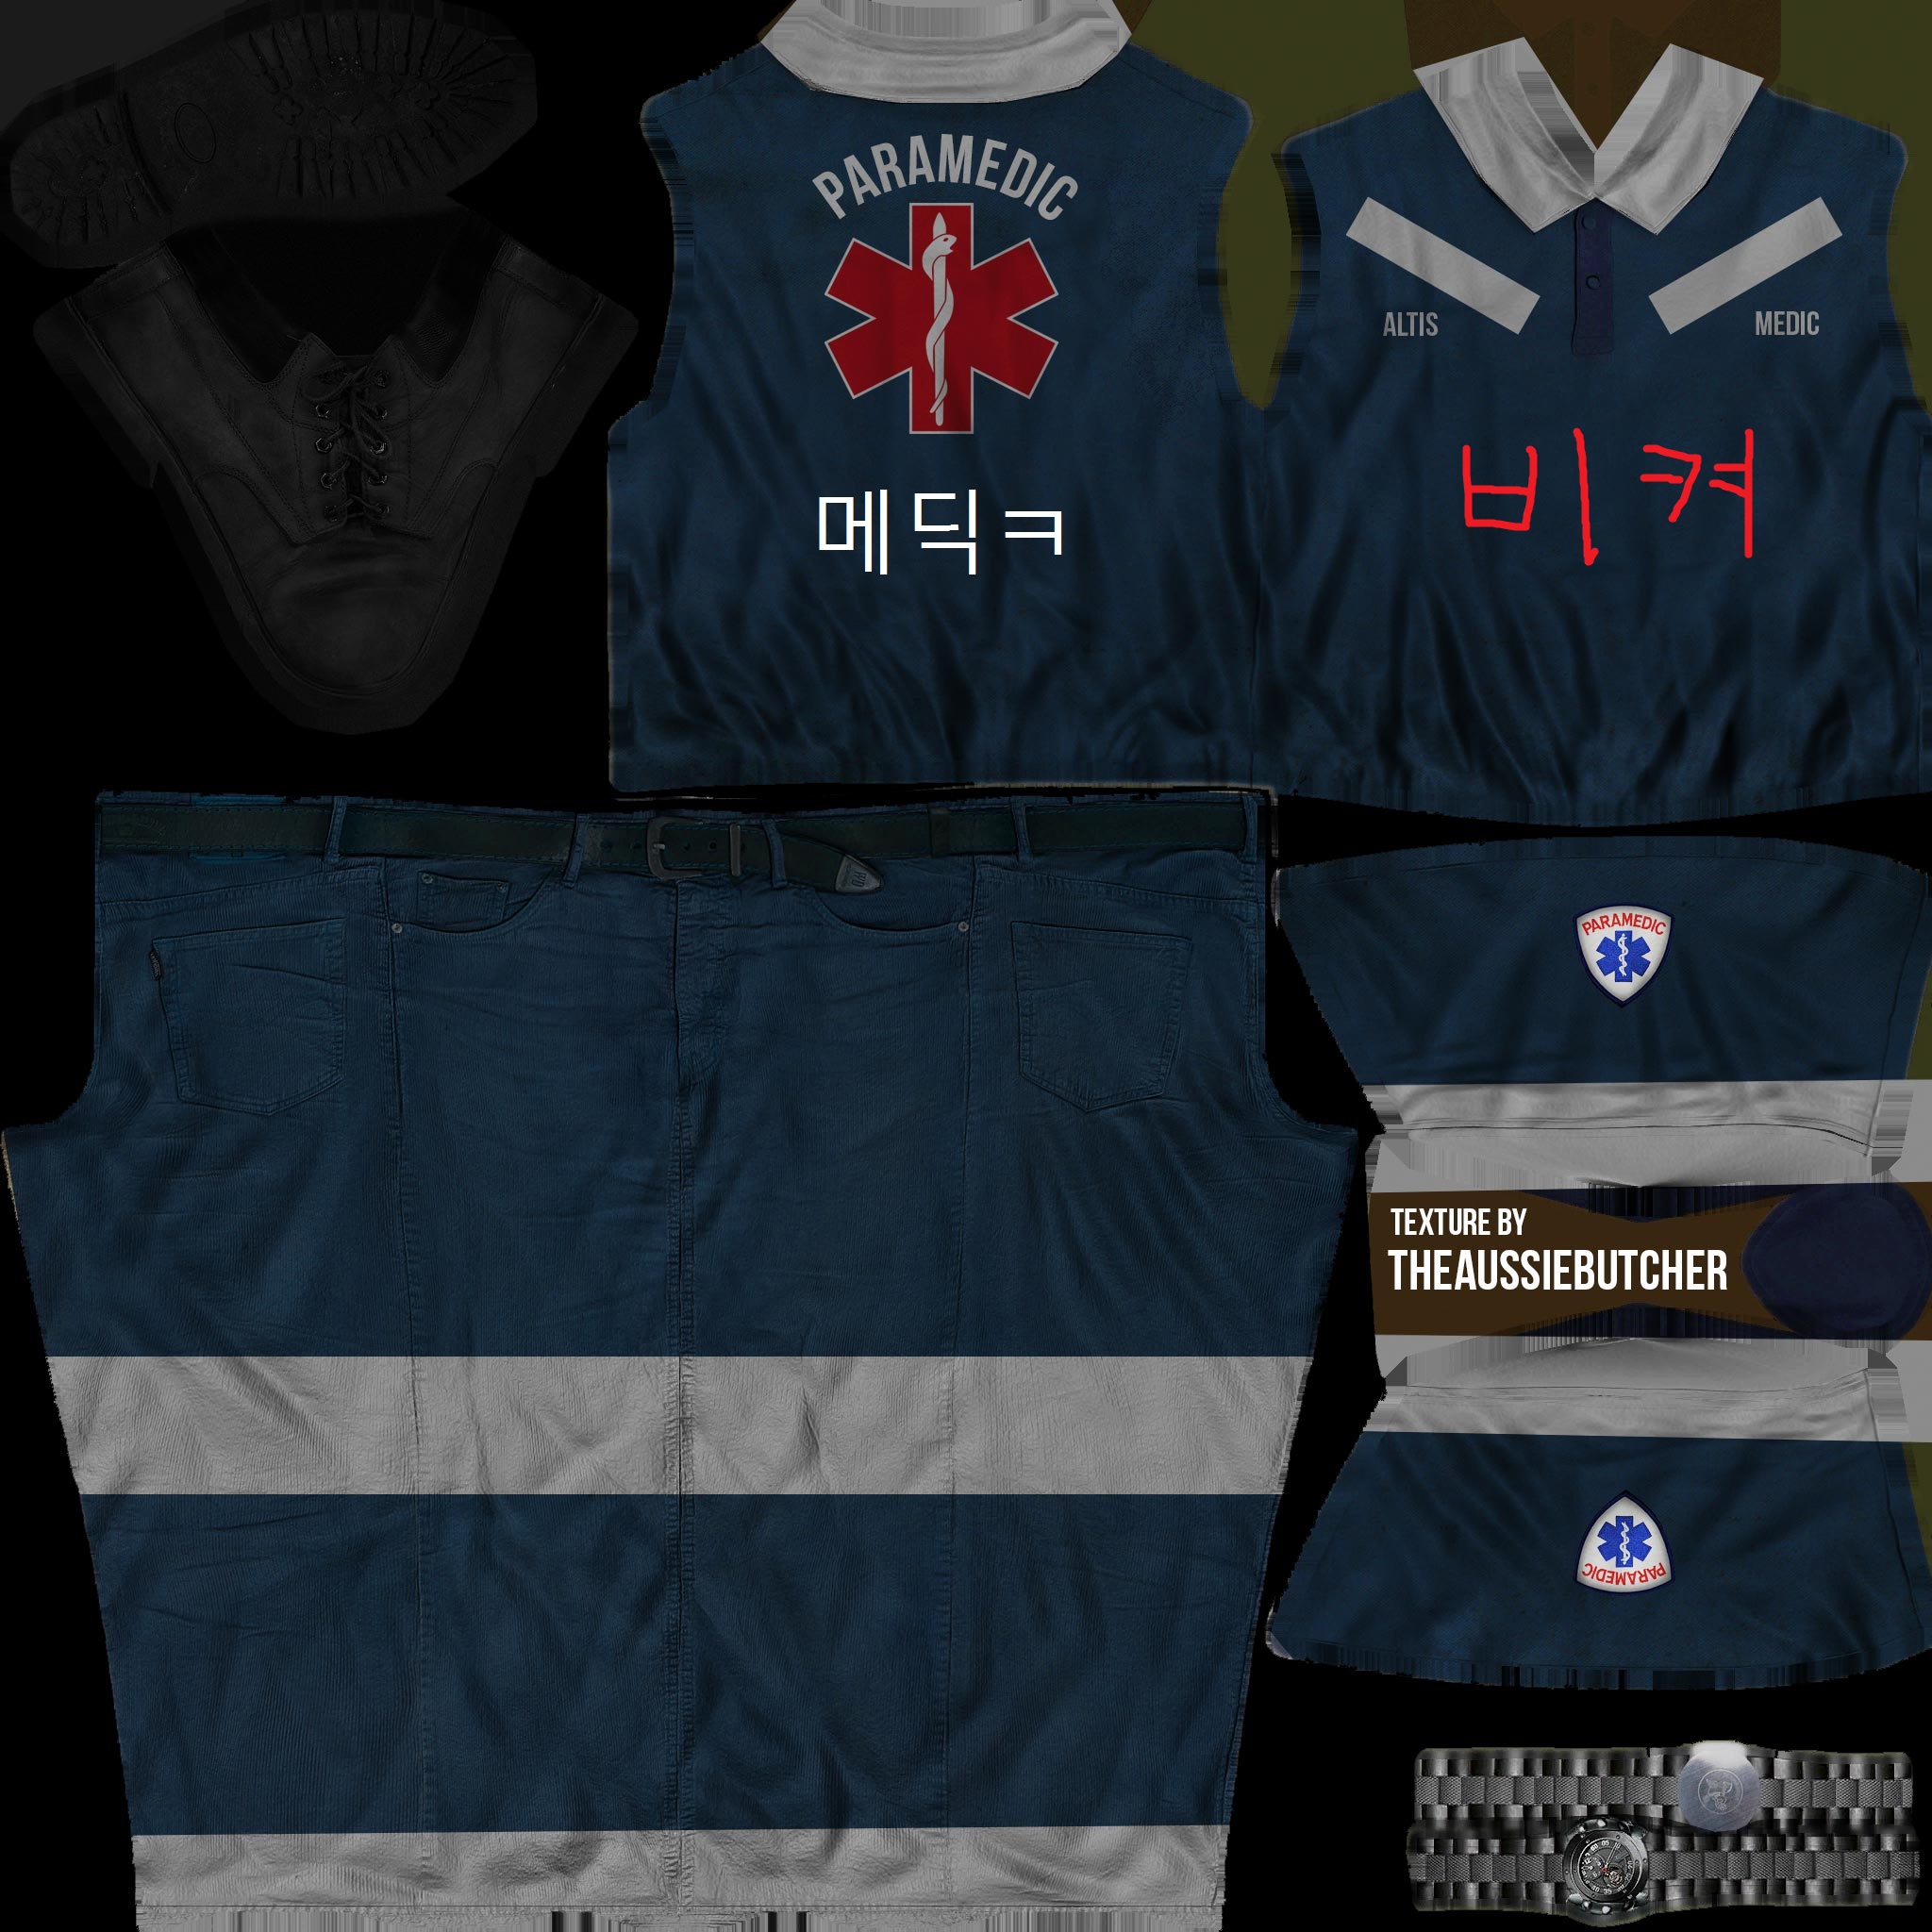 PARAMEDIC
메딕ㅋ
ALTIS
MEDIC
비켜
PARAMEDIC
TEXTURE BY
THEAUSSIEBUTCHER
PARAMEDIC